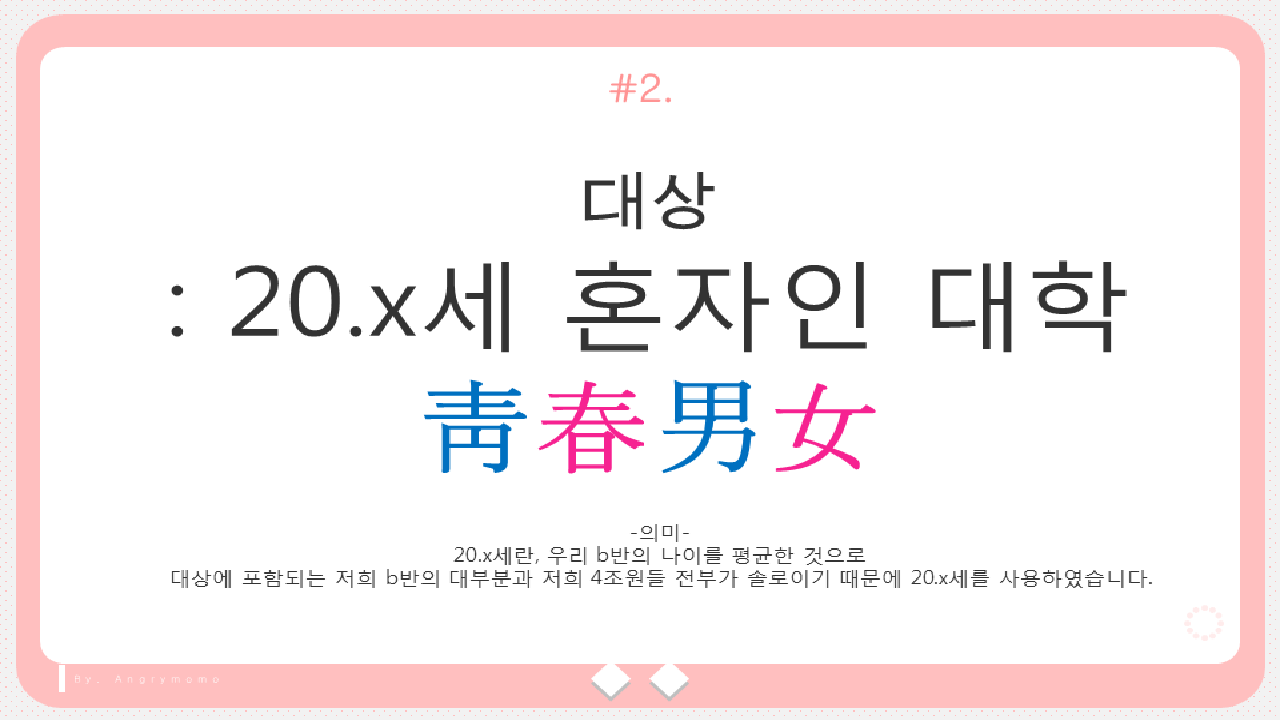 #2.
대상
: 20.x세 혼자인 대학
靑春男女
-의미-
20.x세란, 우리 b반의 나이를 평균한 것으로
대상에 포함되는 저희 b반의 대부분과 저희 4조원들 전부가 솔로이기 때문에 20.x세를 사용하였습니다.
By. Angrymomo